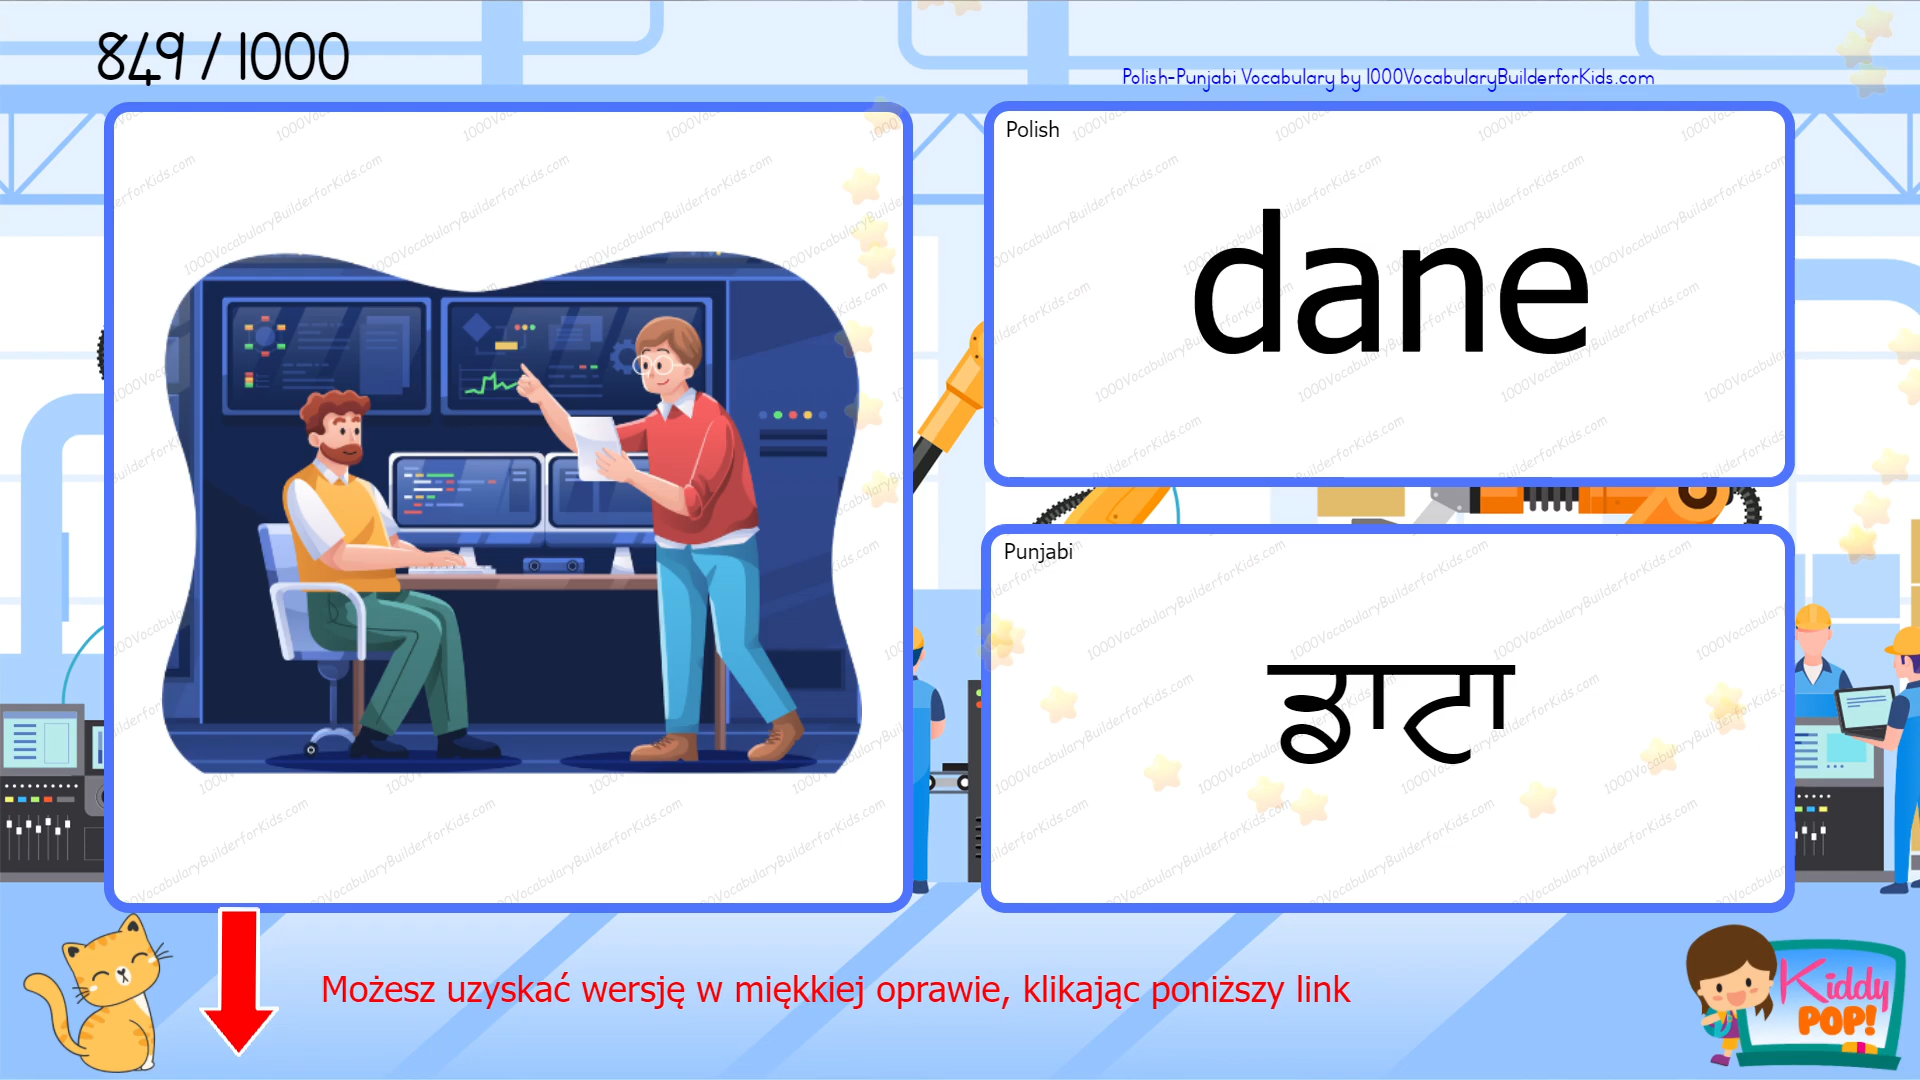 849 / 1000
Polish-Punjabi Vocabulary by 1000VocabularyBuilderforKids.com
Polish
dane
Punjabi
ਡਾਟਾ
Możesz uzyskać wersję w miękkiej oprawie, klikając poniższy link
Kiddy
POP!